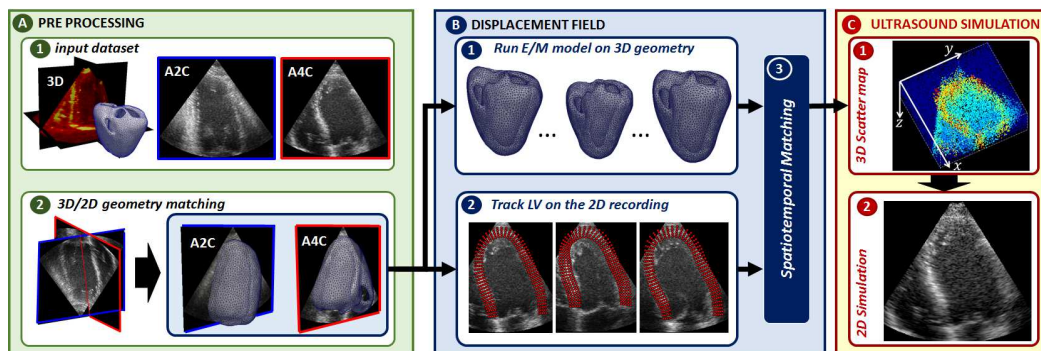 A PRE PROCESSING
1 input dataset
3D
A2C
A4C
2 3D/2D geometry matching
A2C
A4C
B DISPLACEMENT FIELD
1 Run E/M model on 3D geometry
... ...
2 Track LV on the 2D recording
3
Spatiotemporal Matching
C ULTRASOUND SIMULATION
1
3D Scatter map
y
z
x
2
2D Simulation